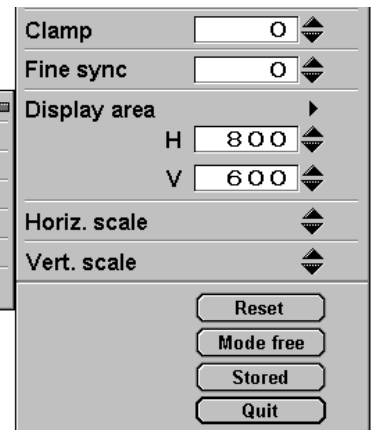 Clamp 0
Fine sync 0
Display area
H 800
V 600
Horiz. scale
Vert. scale
Reset
Mode free
Stored
Quit